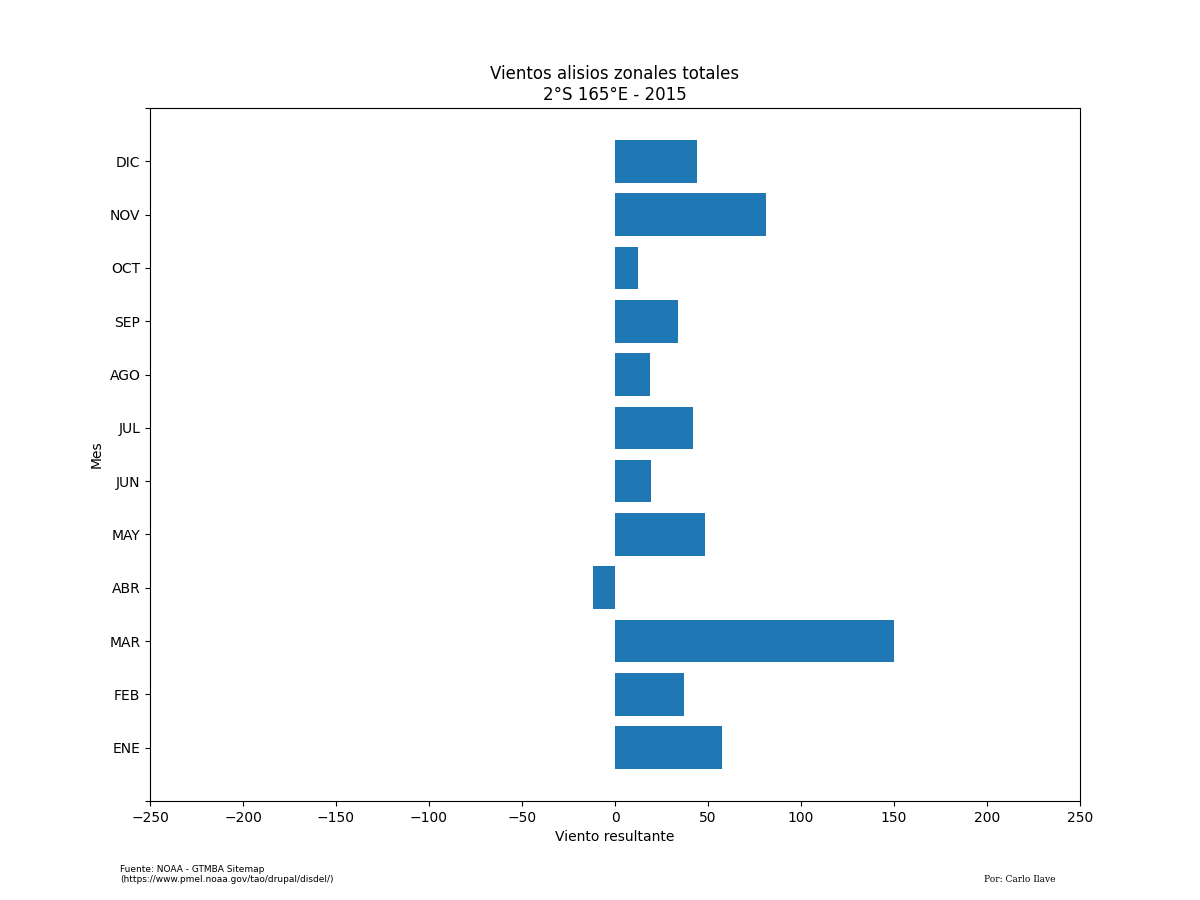 Vientos alisios zonales totales
2°S 165°E - 2015
DIC
NOV
OCT
SEP
AGO
JUL
JUN
MAY
ABR
MAR
FEB
ENE
Mes
−250 −200 −150 −100 −50 0 50 100 150 200 250
Viento resultante
Fuente: NOAA - GTMBA Sitemap
(https://www.pmel.noaa.gov/tao/drupal/disdel/)
Por: Carlo Ilave